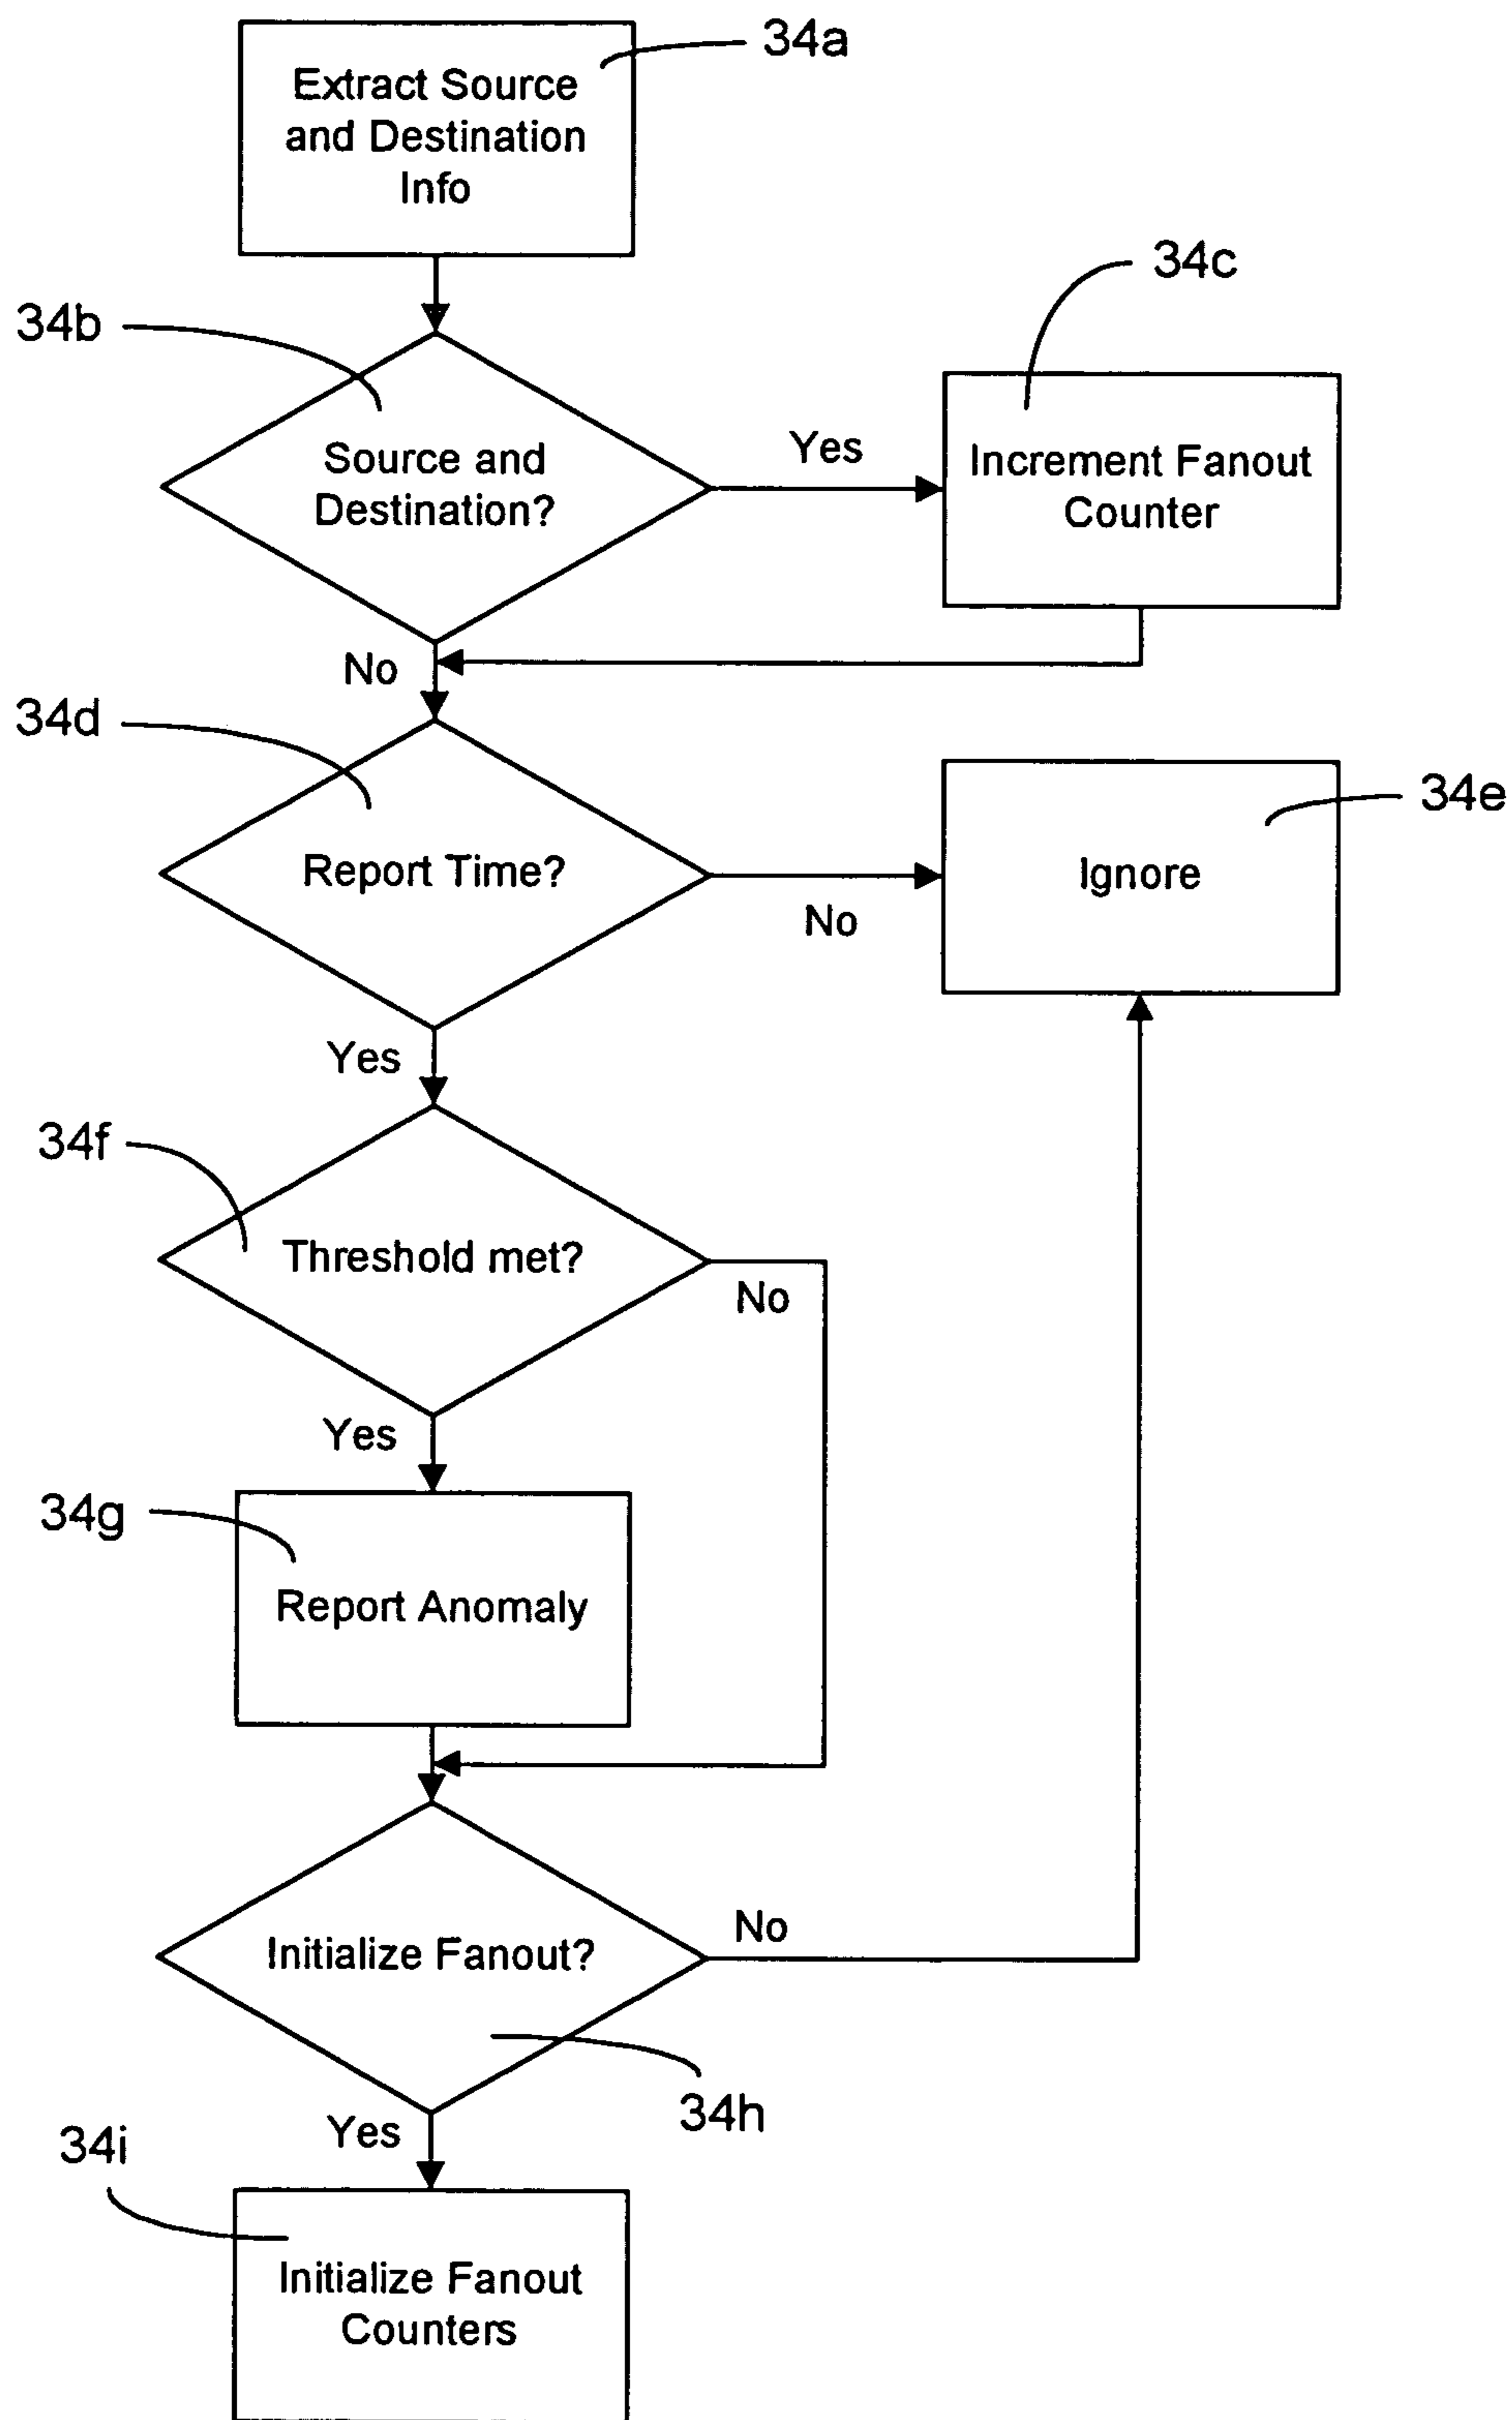 34a
Extract Source
and Destination
Info
34c
34b
Source and
Destination?
Yes
Increment Fanout
Counter
No
34d
34e
Report Time?
No
Ignore
Yes
34f
Threshold met?
No
Yes
34g
Report Anomaly
Initialize Fanout?
No
34h
Yes
34i
Initialize Fanout
Counters